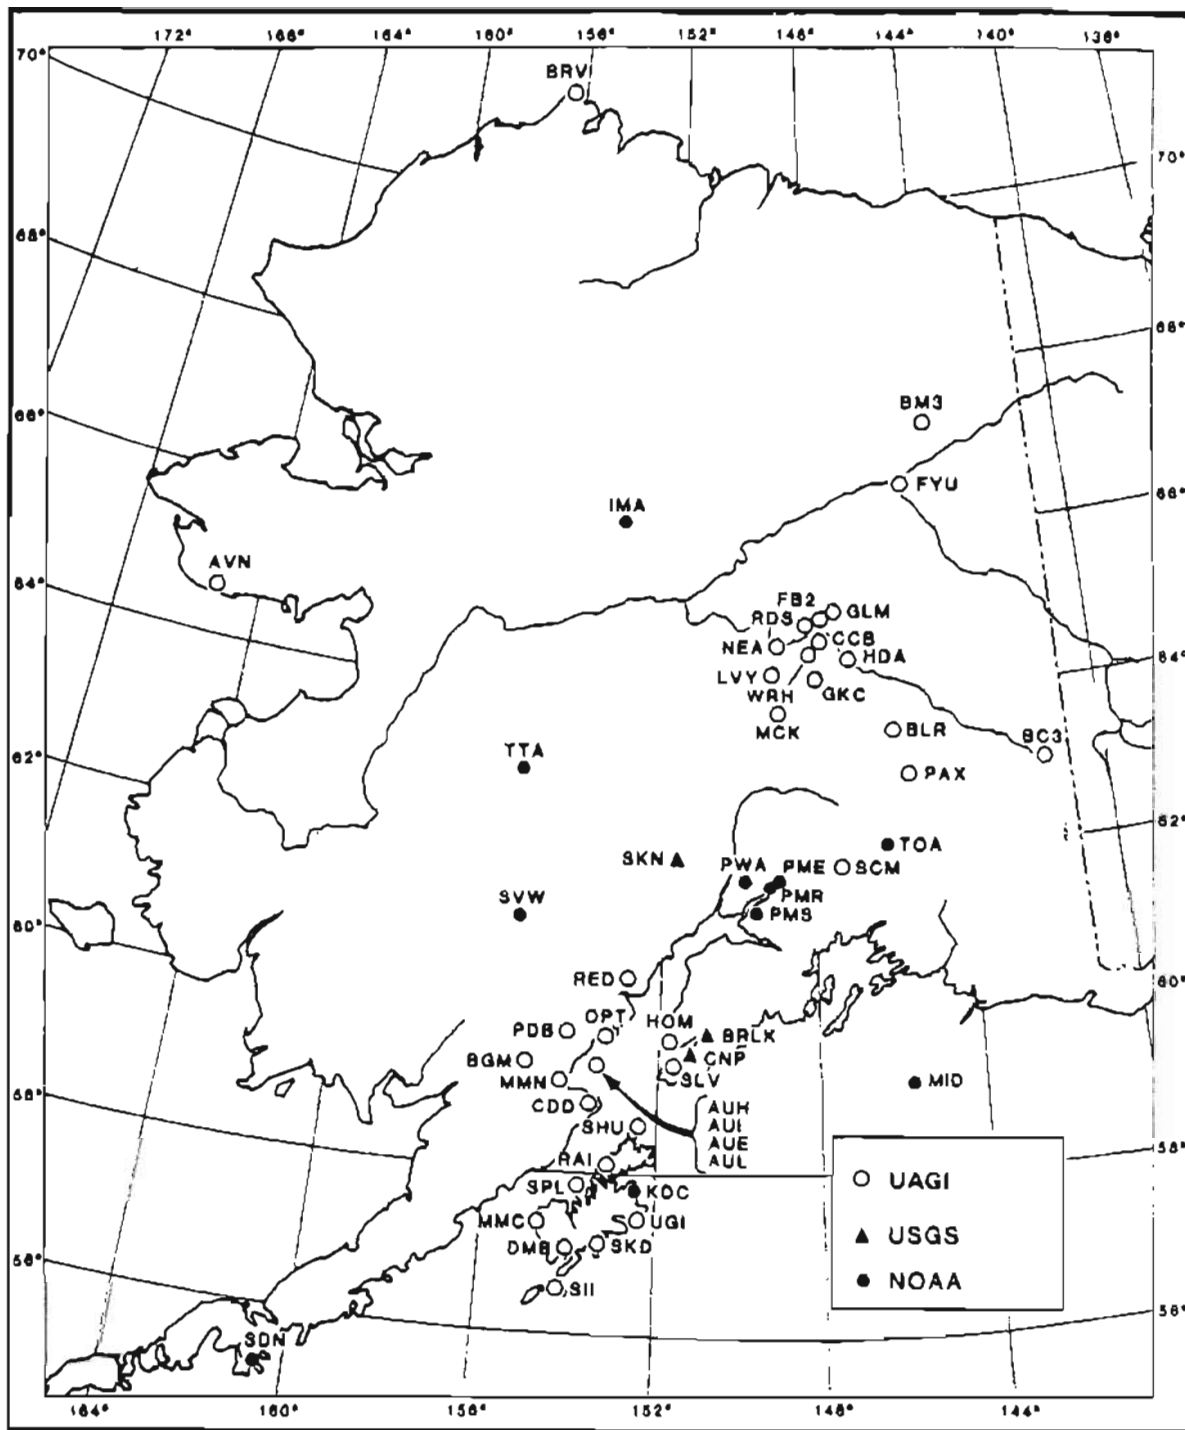 172° 168° 164° 160° 156° 152° 148° 144° 140° 136°
70°
BRV
70°
68°
68°
66°
BM3
FYU
66°
IMA
AVN
64°
FB2
GLM
RDS
CCB
NEA
HDA
64°
LVY
WRH
GKC
MCK
BLR
BC3
TTA
62°
PAX
62°
TOA
SKN
PWA
PME
SCM
PMR
SVW
PMS
60°
60°
RED
OPT
HOM
PDB
BRLK
BGM
CNP
MMN
SLV
MID
58°
CDD
AUH
SHU
AUI
AUE
58°
RAI
AUL
SPL
KDC
UAGI
MMC
UGI
USGS
DMB
SKD
56°
NOAA
SII
56°
SDN
164° 160° 156° 152° 148° 144°